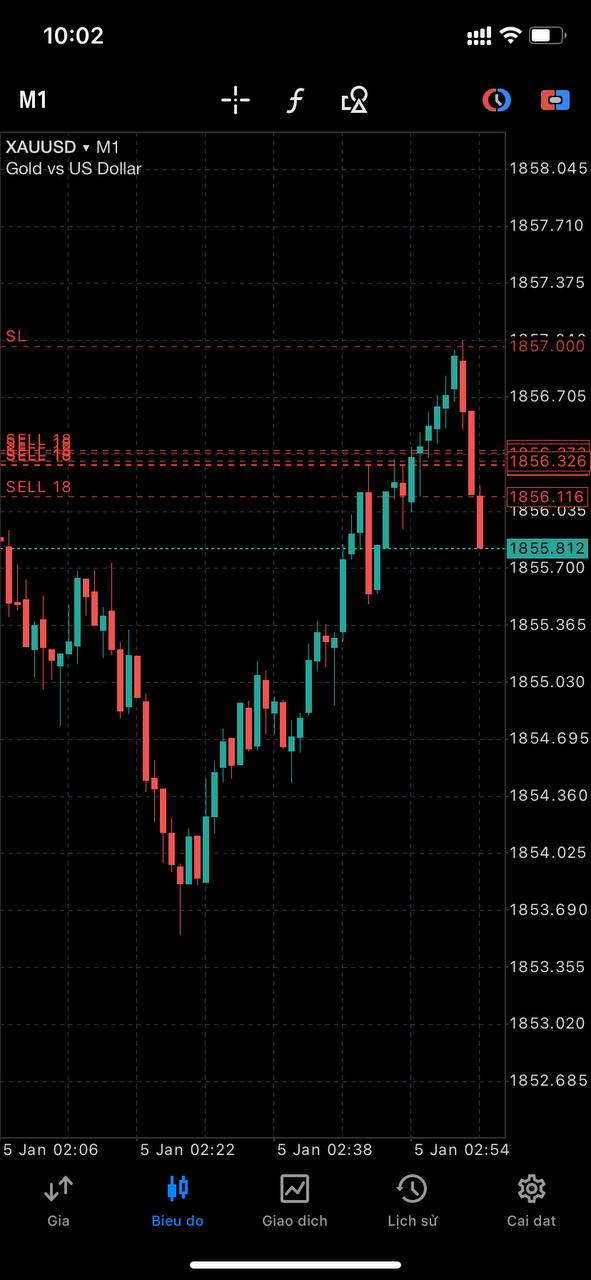 10:02
M1
XAUUSD ▾ M1
Gold vs US Dollar
1858.045
1857.710
1857.375
SL
1857.000
1856.705
SELL 18
SELL 18
1856.326
SELL 18
1856.116
1856.035
1855.812
1855.700
1855.365
1855.030
1854.695
1854.360
1854.025
1853.690
1853.355
1853.020
1852.685
5 Jan 02:06
5 Jan 02:22
5 Jan 02:38
5 Jan 02:54
Gia
Bieu do
Giao dich
Lịch sử
Cai dat